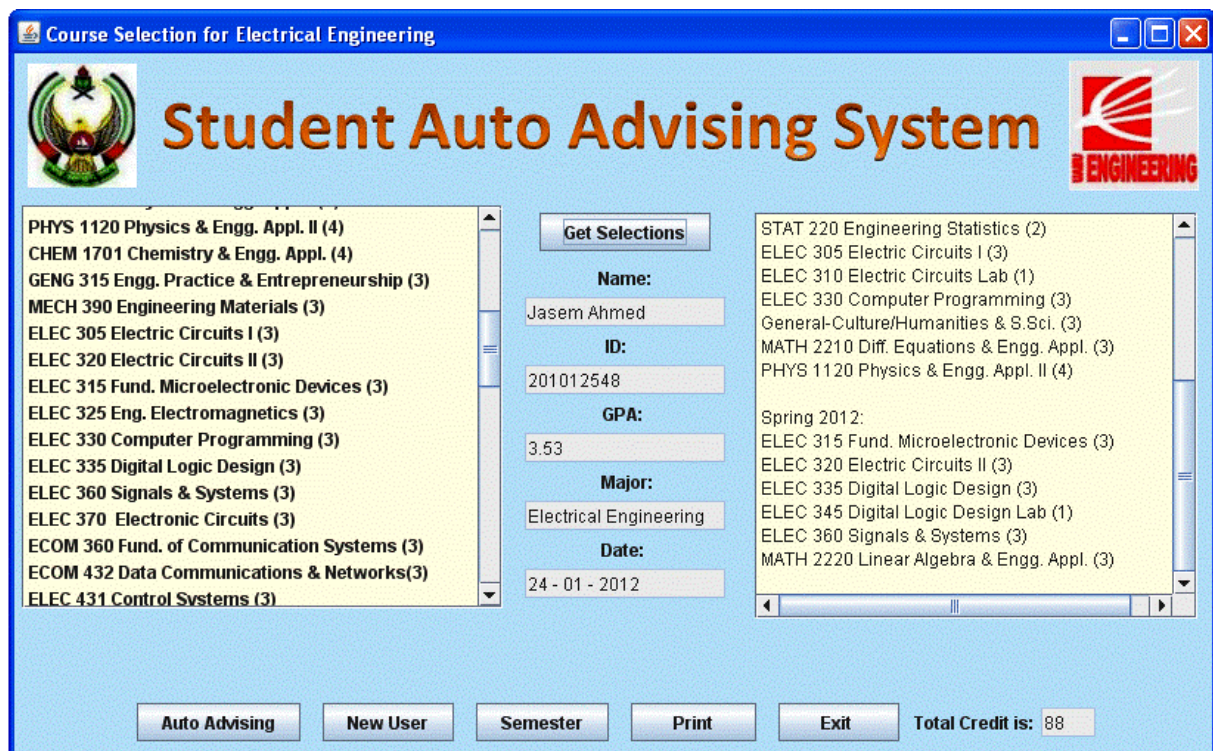 Course Selection for Electrical Engineering
Student Auto Advising System
ENGINEERING
PHYS 1120 Physics & Engg. Appl. II (4)
CHEM 1701 Chemistry & Engg. Appl. (4)
GENG 315 Engg. Practice & Entrepreneurship (3)
MECH 390 Engineering Materials (3)
ELEC 305 Electric Circuits I (3)
ELEC 320 Electric Circuits II (3)
ELEC 315 Fund. Microelectronic Devices (3)
ELEC 325 Eng. Electromagnetics (3)
ELEC 330 Computer Programming (3)
ELEC 335 Digital Logic Design (3)
ELEC 360 Signals & Systems (3)
ELEC 370 Electronic Circuits (3)
ECOM 360 Fund. of Communication Systems (3)
ECOM 432 Data Communications & Networks(3)
ELEC 431 Control Systems (3)
Get Selections
Name:
Jasem Ahmed
ID:
201012548
GPA:
3.53
Major:
Electrical Engineering
Date:
24 - 01 - 2012
STAT 220 Engineering Statistics (2)
ELEC 305 Electric Circuits I (3)
ELEC 310 Electric Circuits Lab (1)
ELEC 330 Computer Programming (3)
General-Culture/Humanities & S.Sci. (3)
MATH 2210 Diff. Equations & Engg. Appl. (3)
PHYS 1120 Physics & Engg. Appl. II (4)
Spring 2012:
ELEC 315 Fund. Microelectronic Devices (3)
ELEC 320 Electric Circuits II (3)
ELEC 335 Digital Logic Design (3)
ELEC 345 Digital Logic Design Lab (1)
ELEC 360 Signals & Systems (3)
MATH 2220 Linear Algebra & Engg. Appl. (3)
Auto Advising
New User
Semester
Print
Exit
Total Credit is: 88